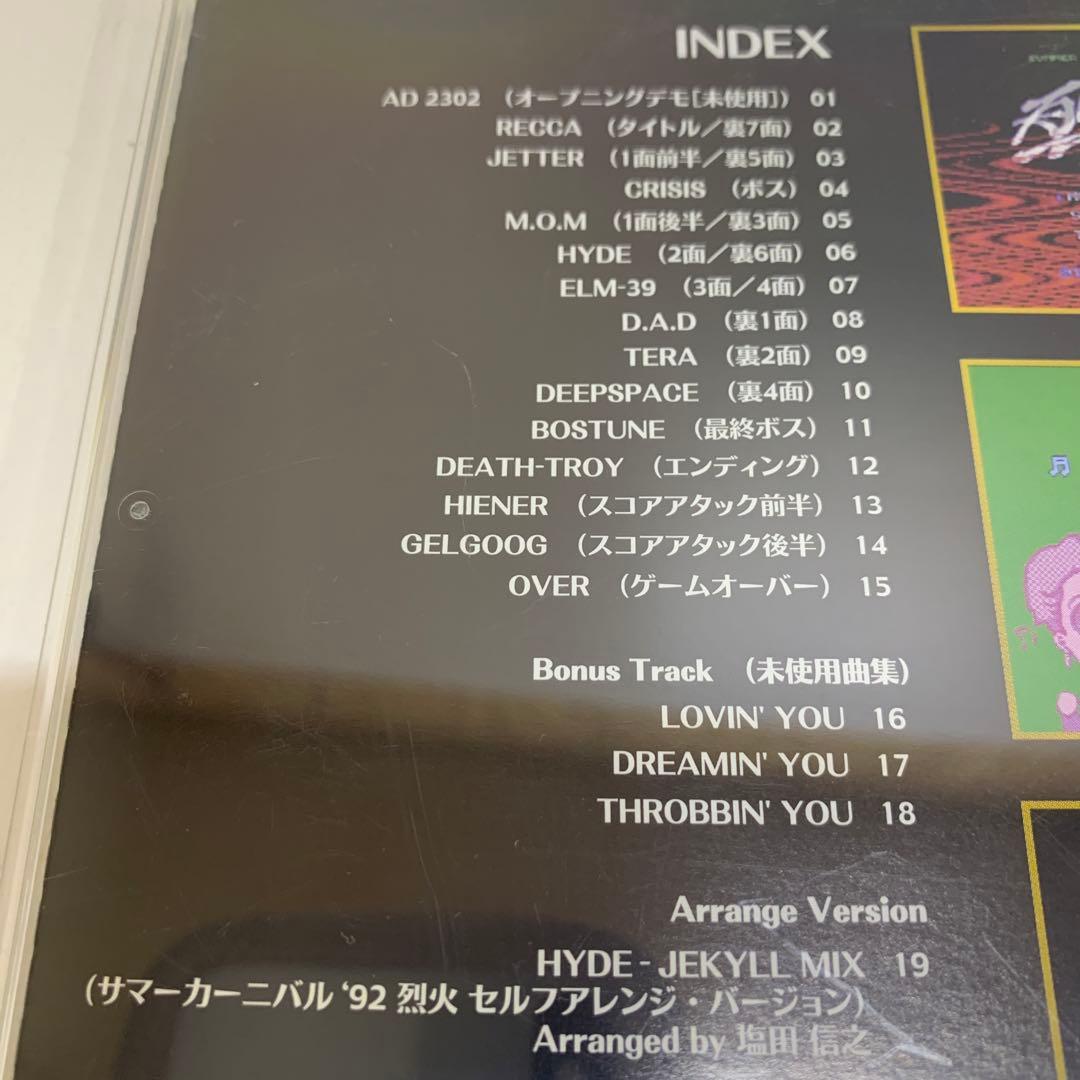 INDEX
AD 2302 (オープニングデモ[未使用]) 01
RECCA (タイトル/裏7面) 02
JETTER (1面前半/裏5面) 03
CRISIS (ボス) 04
M.O.M (1面後半/裏3面) 05
HYDE (2面/裏6面) 06
ELM-39 (3面/4面) 07
D.A.D (裏1面) 08
TERA (裏2面) 09
DEEPSPACE (裏4面) 10
BOSTUNE (最終ボス) 11
DEATH-TROY (エンディング) 12
HIENER (スコアアタック前半) 13
GELGOOG (スコアアタック後半) 14
OVER (ゲームオーバー) 15
Bonus Track (未使用曲集)
LOVIN' YOU 16
DREAMIN' YOU 17
THROBBIN' YOU 18
Arrange Version
HYDE - JEKYLL MIX 19
(サマーカーニバル '92 烈火 セルフアレンジ・バージョン)
Arranged by 塩田 信之